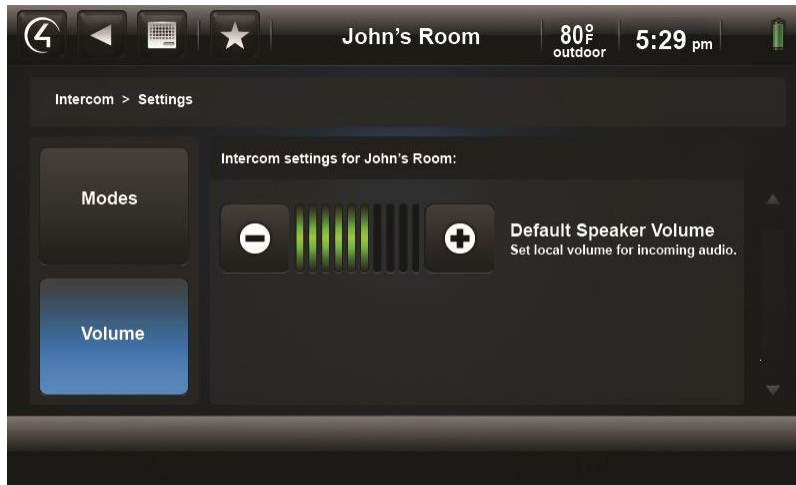 John's Room
80°F
outdoor
5:29 pm
Intercom > Settings
Modes
Volume
Intercom settings for John's Room:
Default Speaker Volume
Set local volume for incoming audio.